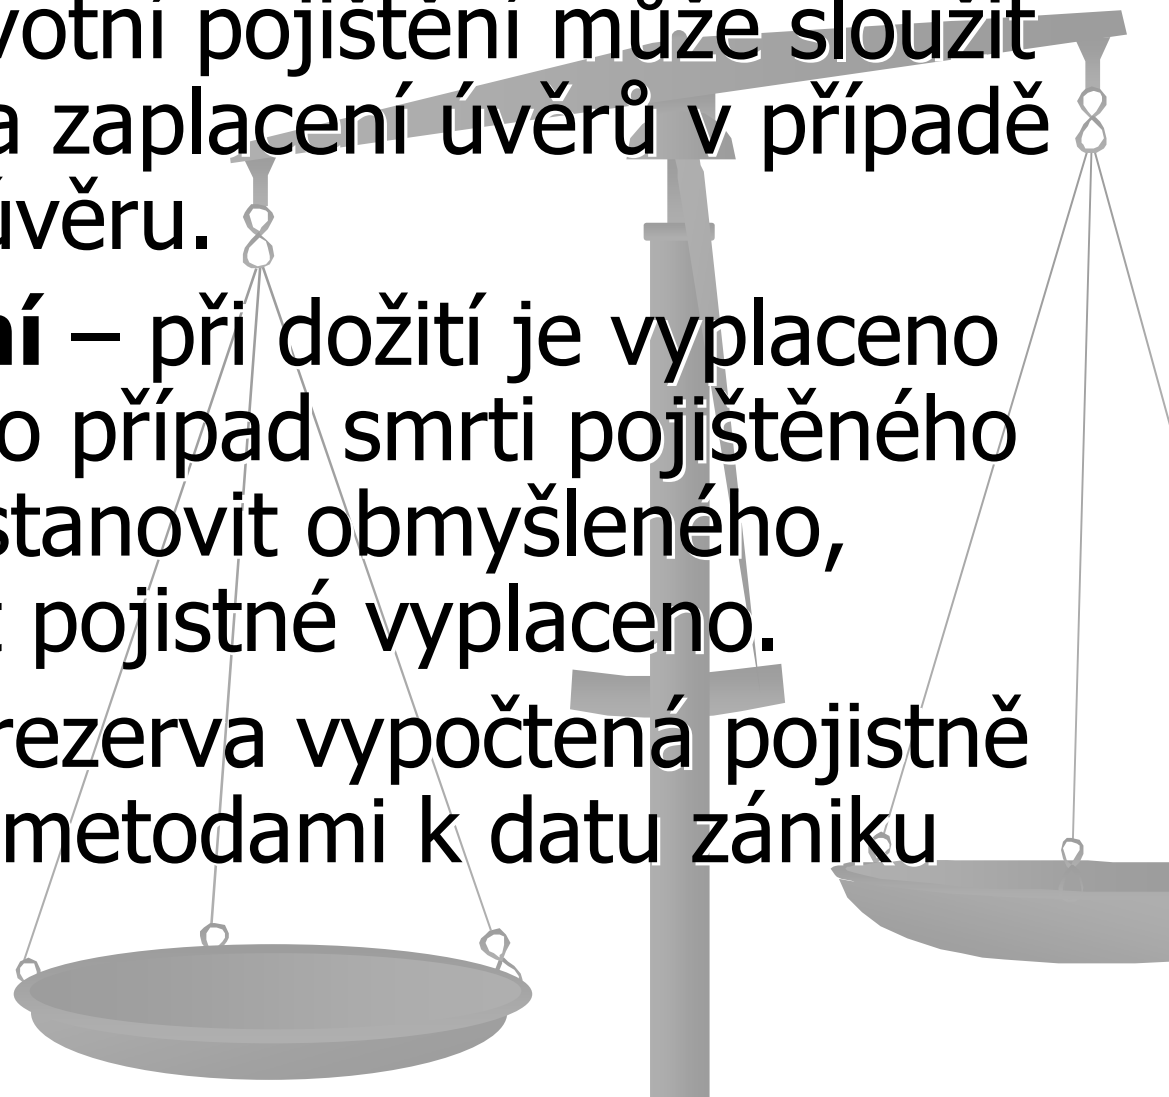 votní pojištění může sloužit
a zaplacení úvěrů v případě
úvěru.
ní – při dožití je vyplaceno
o případ smrti pojištěného
stanovit obmyšleného,
pojistné vyplaceno.
rezerva vypočtená pojistně
metodami k datu zániku